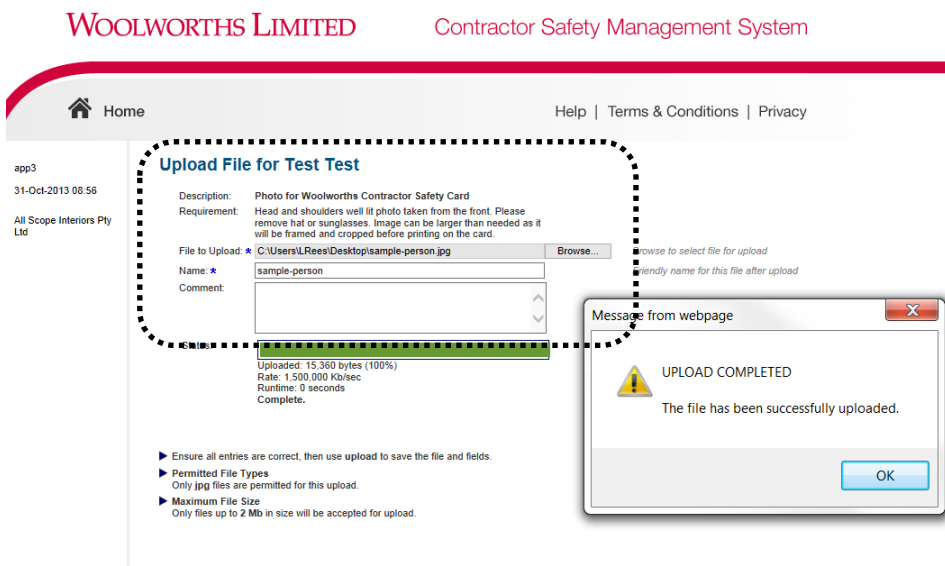 WOOLWORTHS LIMITED Contractor Safety Management System
Home Help | Terms & Conditions | Privacy
app3
31-Oct-2013 08:56
All Scope Interiors Pty
Ltd
Upload File for Test Test
Description: Photo for Woolworths Contractor Safety Card
Requirement: Head and shoulders well lit photo taken from the front. Please
remove hat or sunglasses. Image can be larger than needed as it
will be framed and cropped before printing on the card.
File to Upload: * C:\Users\LRees\Desktop\sample-person.jpg Browse... Browse to select file for upload
Name: * sample-person Friendly name for this file after upload
Comment:
Status:
Uploaded: 15,360 bytes (100%)
Rate: 1,500,000 Kb/sec
Runtime: 0 seconds
Complete.
Message from webpage
UPLOAD COMPLETED
The file has been successfully uploaded.
OK
Ensure all entries are correct, then use upload to save the file and fields.
Permitted File Types
Only jpg files are permitted for this upload.
Maximum File Size
Only files up to 2 Mb in size will be accepted for upload.